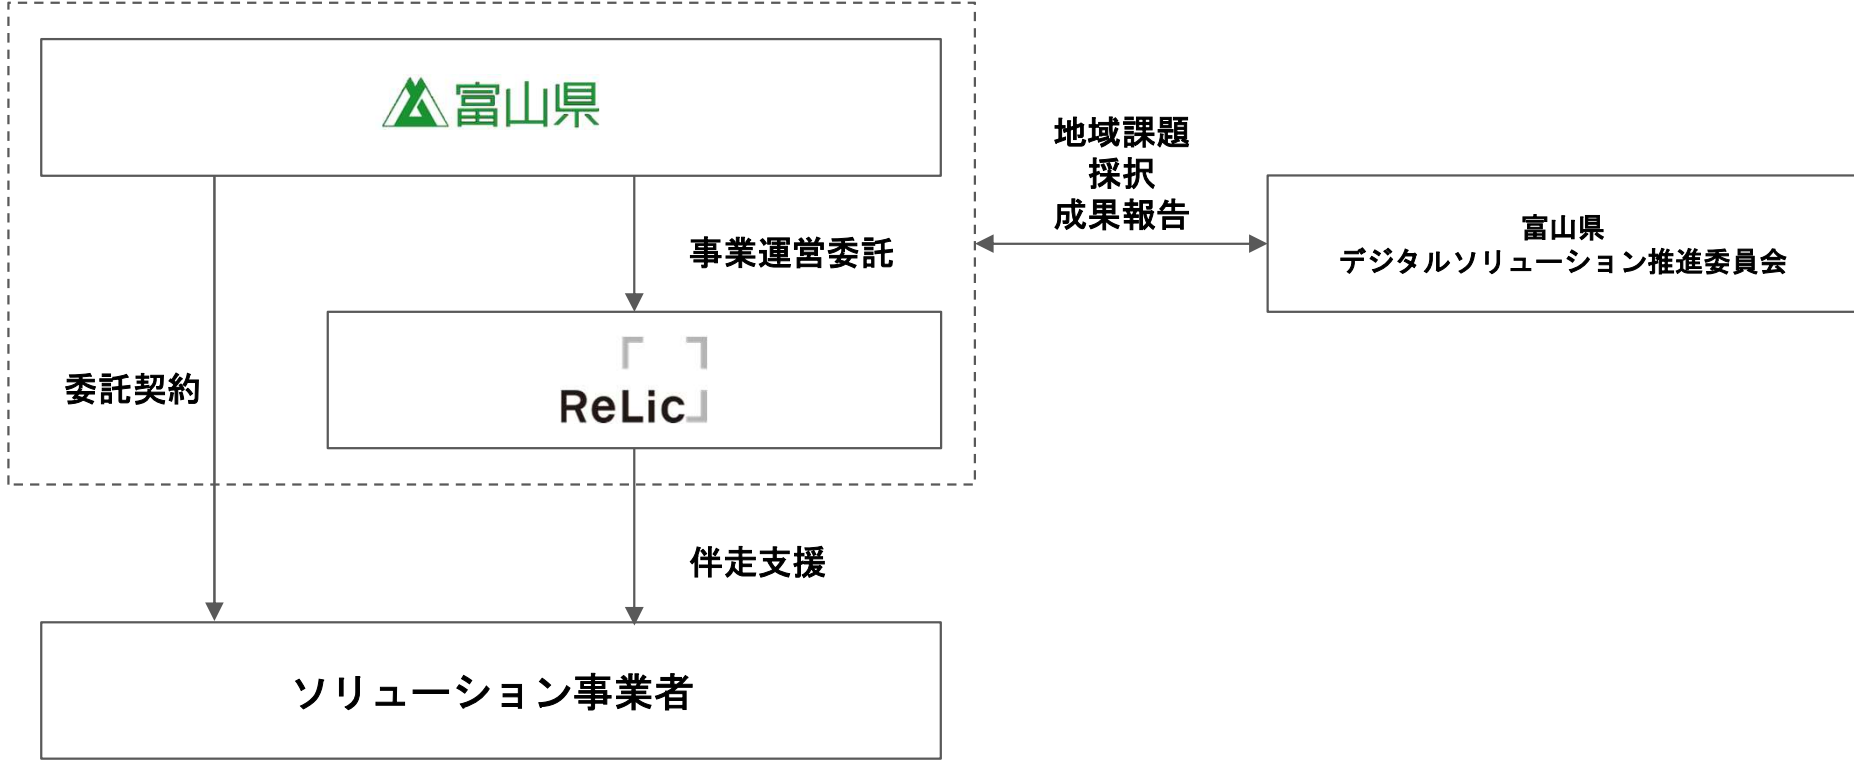 富山県
地域課題
採択
成果報告
富山県
デジタルソリューション推進委員会
事業運営委託
委託契約
ReLic
伴走支援
ソリューション事業者